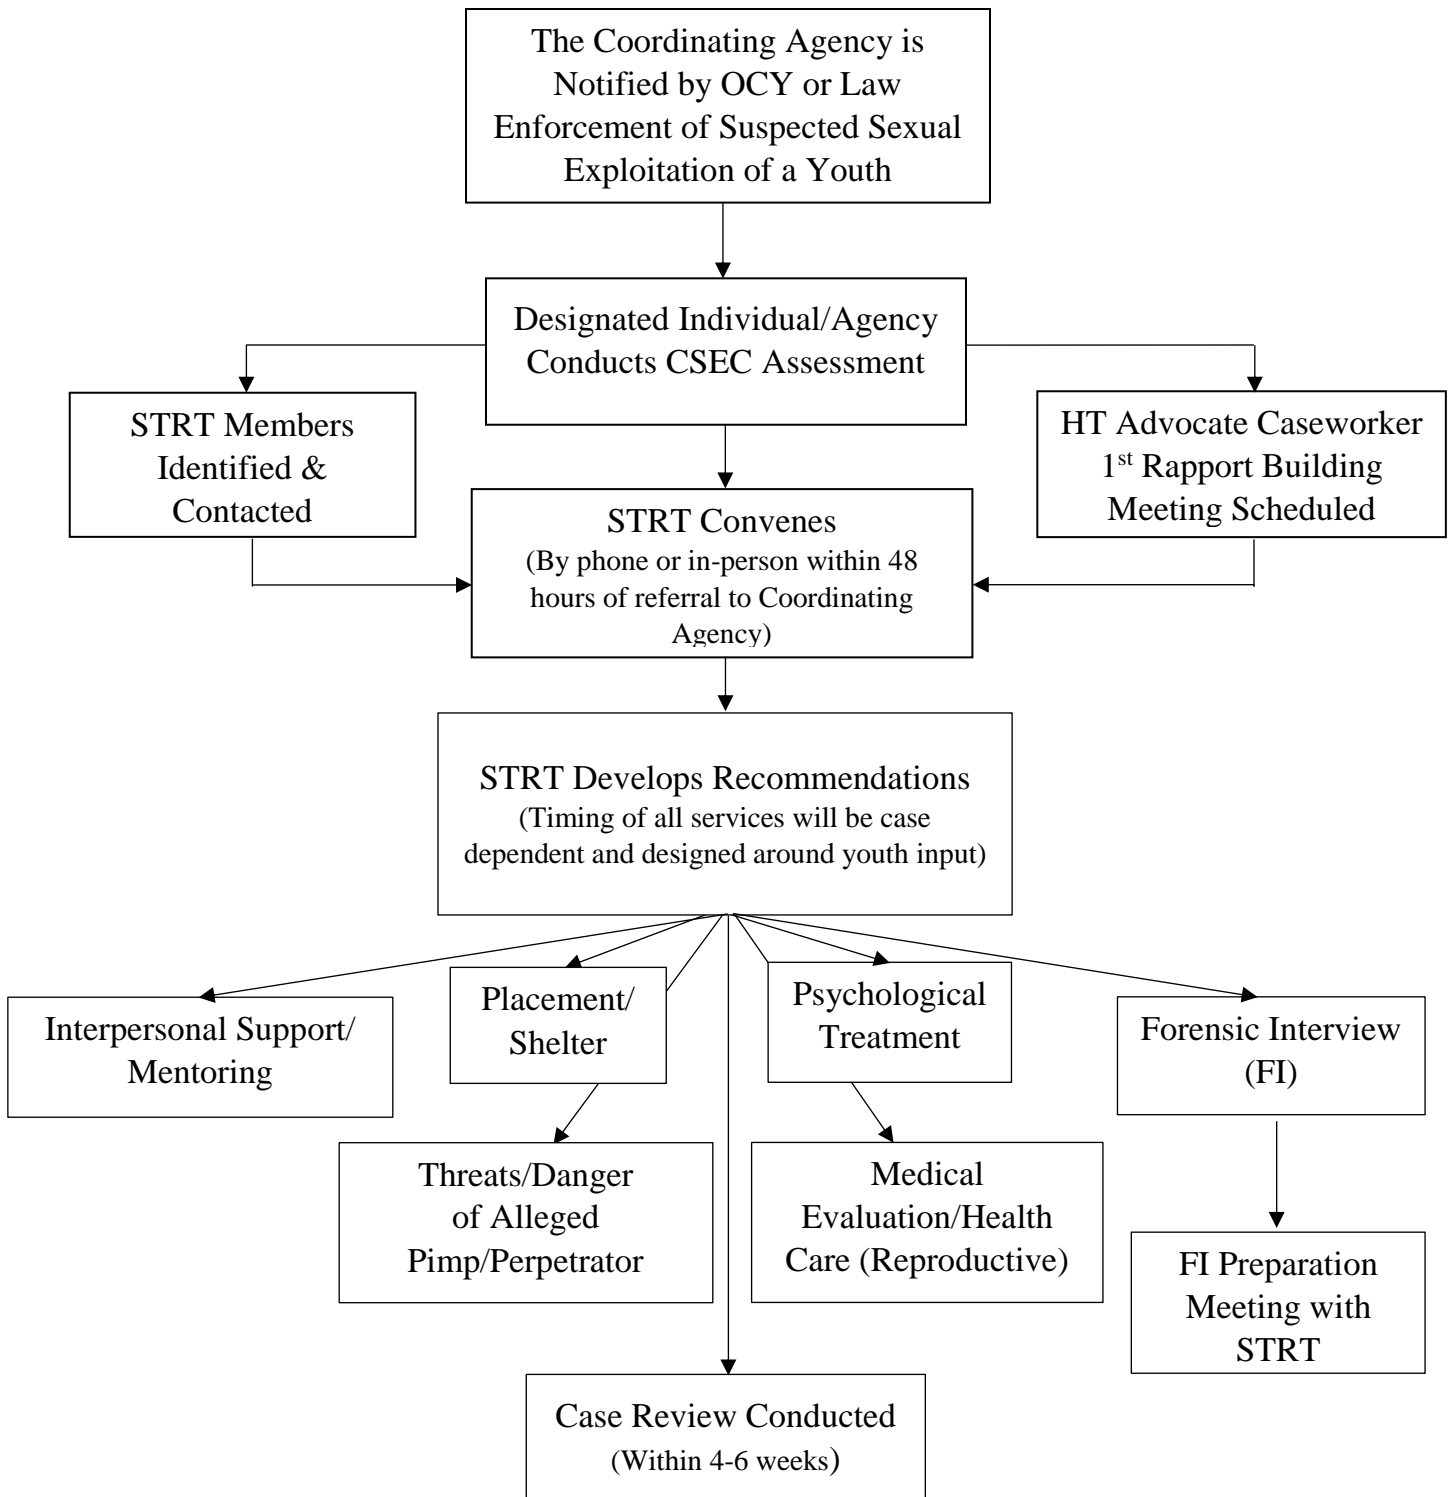 The Coordinating Agency is
Notified by OCY or Law
Enforcement of Suspected Sexual
Exploitation of a Youth
Designated Individual/Agency
Conducts CSEC Assessment
STRT Members
Identified &
Contacted
HT Advocate Caseworker
1st Rapport Building
Meeting Scheduled
STRT Convenes
(By phone or in-person within 48
hours of referral to Coordinating
Agency)
STRT Develops Recommendations
(Timing of all services will be case
dependent and designed around youth input)
Interpersonal Support/
Mentoring
Placement/
Shelter
Psychological
Treatment
Forensic Interview
(FI)
Threats/Danger
of Alleged
Pimp/Perpetrator
Medical
Evaluation/Health
Care (Reproductive)
FI Preparation
Meeting with
STRT
Case Review Conducted
(Within 4-6 weeks)